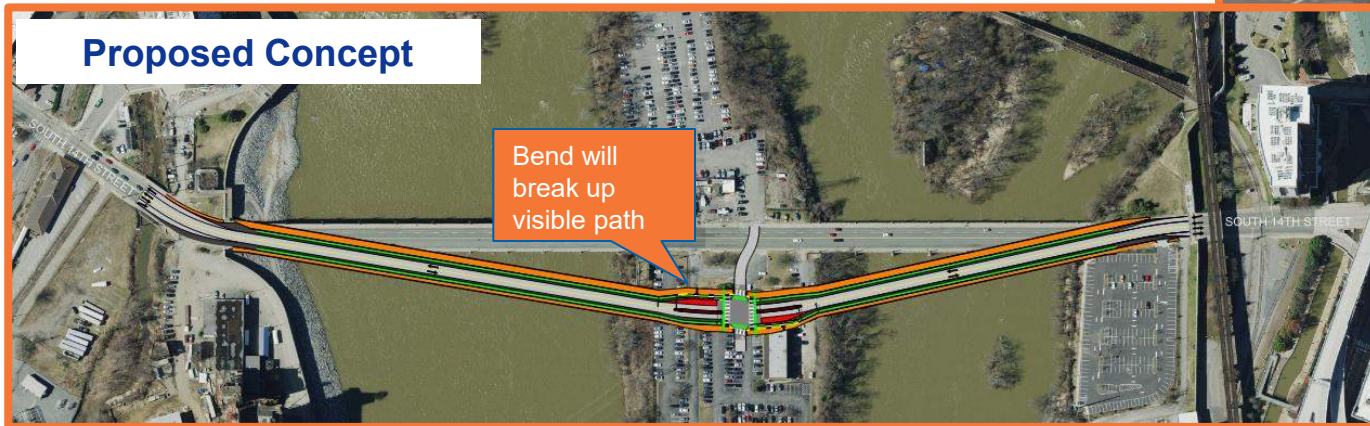 Proposed Concept
SOUTH 14TH STREET
Bend will
break up
visible path
SOUTH 14TH STREET